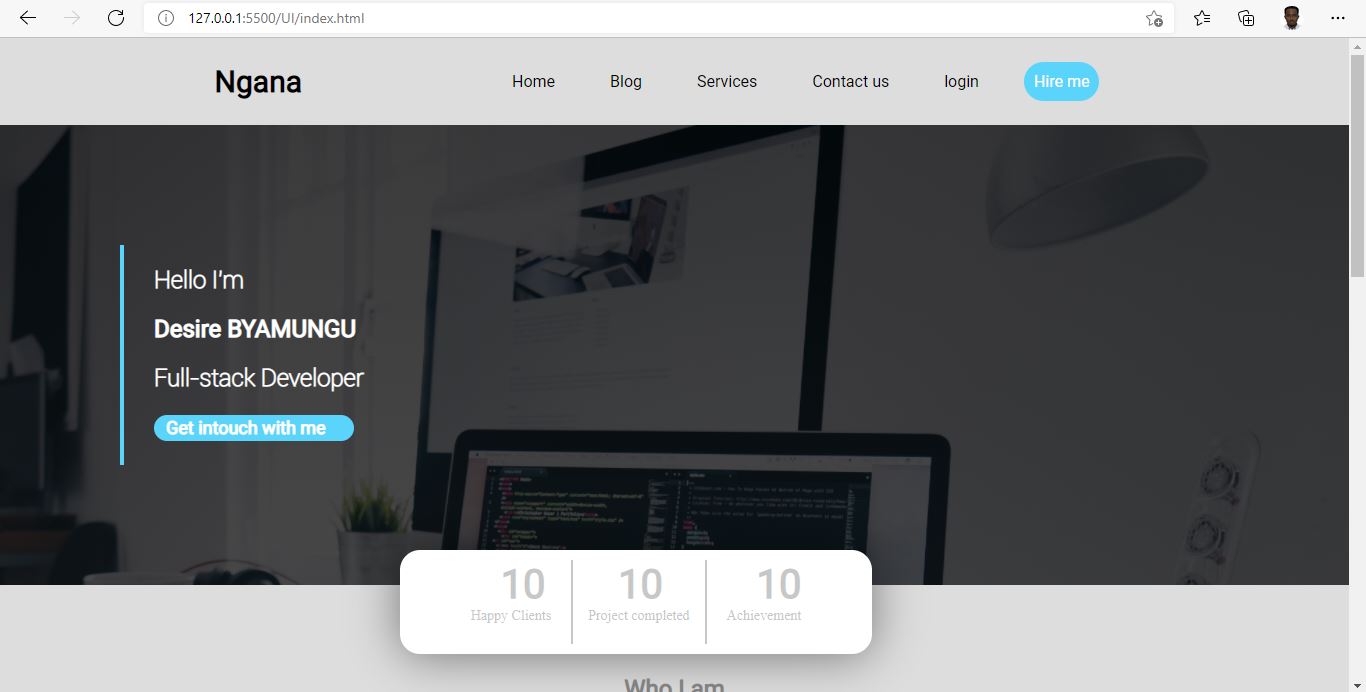 127.0.0.1:5500/UI/index.html
Ngana
Home Blog Services Contact us login Hire me
Hello I'm
Desire BYAMUNGU
Full-stack Developer
Get intouch with me
10 10 10
Happy Clients Project completed Achievement
Who I am